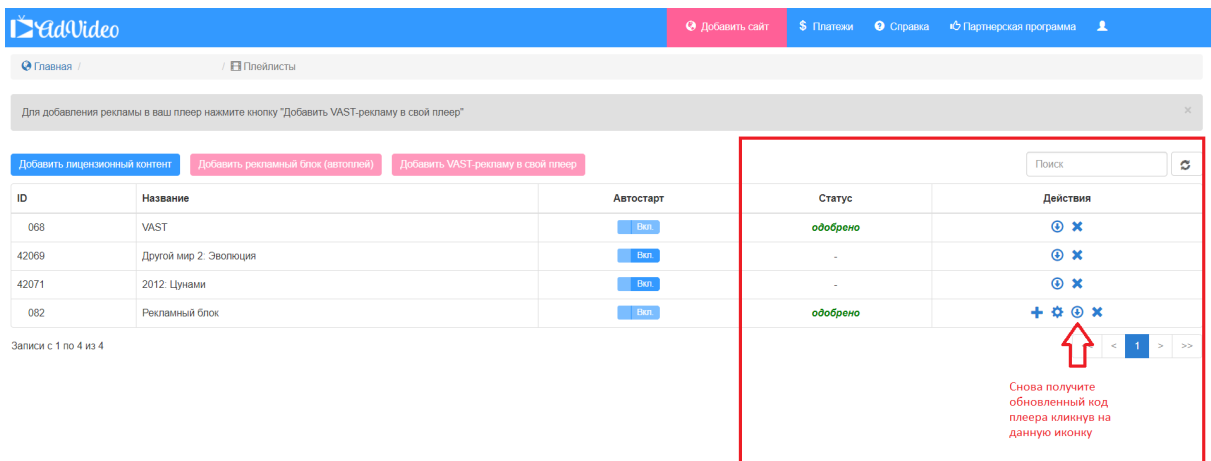 AdVideo
Добавить сайт
$ Платежи
Справка
Партнерская программа
Главная /
/ Плейлисты
Для добавления рекламы в ваш плеер нажмите кнопку "Добавить VAST-рекламу в свой плеер" ×
Добавить лицензионный контент
Добавить рекламный блок (автоплей)
Добавить VAST-рекламу в свой плеер
Поиск
ID Название Автостарт Статус Действия
068 VAST Вкл. одобрено
42069 Другой мир 2: Эволюция Вкл. -
42071 2012: Цунами Вкл. -
082 Рекламный блок Вкл. одобрено
Записи с 1 по 4 из 4
< 1 > >>
Снова получите
обновленный код
плеера кликнув на
данную иконку